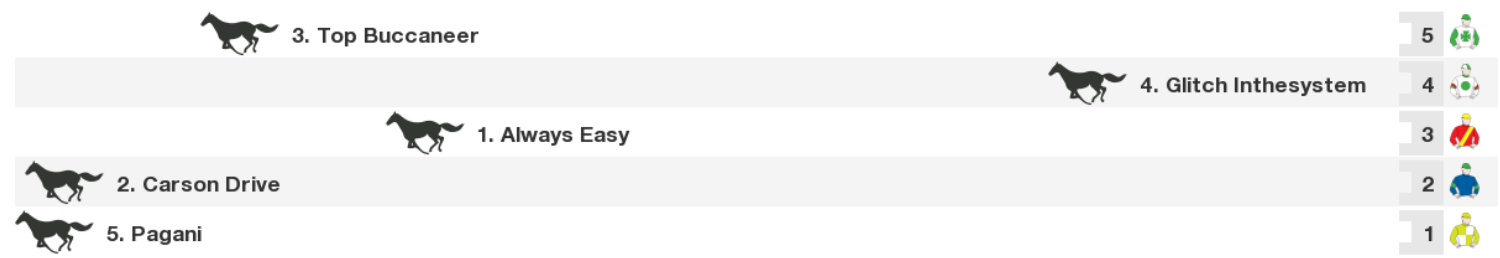 3. Top Buccaneer 5
4. Glitch Inthesystem 4
1. Always Easy 3
2. Carson Drive 2
5. Pagani 1